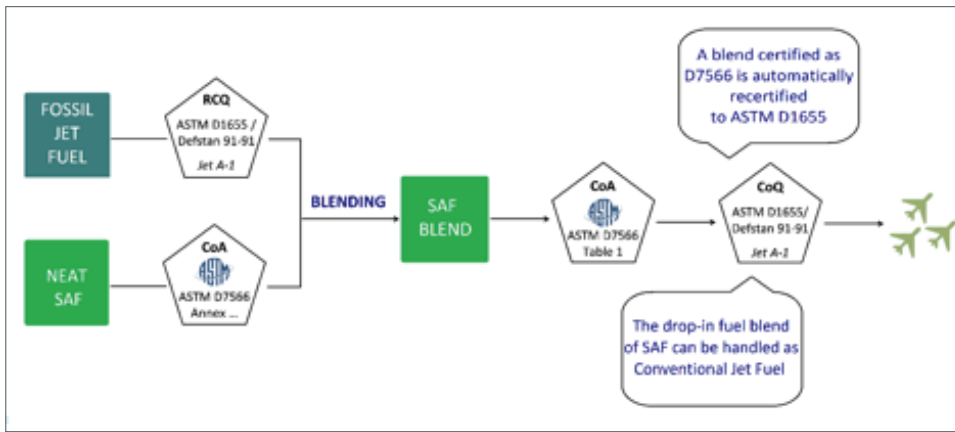 A blend certified as
D7566 is automatically
recertified
to ASTM D1655
FOSSIL
JET
FUEL
RCQ
ASTM D1655 /
Defstan 91-91
Jet A-1
BLENDING
SAF
BLEND
CoA
ASTM
ASTM D7566
Table 1
CoQ
ASTM D1655/
Defstan 91-91
Jet A-1
NEAT
SAF
CoA
ASTM
ASTM D7566
Annex ...
The drop-in fuel blend
of SAF can be handled as
Conventional Jet Fuel